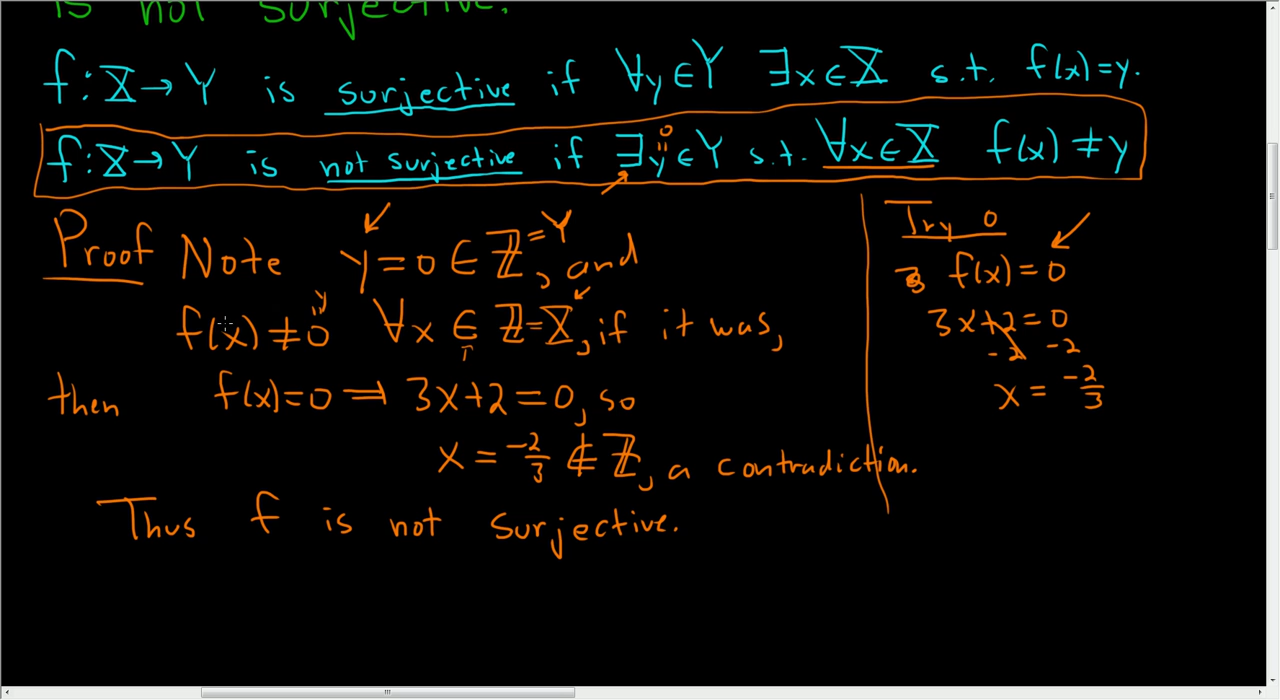 is not surjective.
f: X → Y is surjective if ∀y ∈ Y ∃x ∈ X s.t. f(x) = y.
f: X → Y is not surjective if ∃y ∈ Y s.t. ∀x ∈ X f(x) ≠ y
0
=
Proof Note y = 0 ∈ ℤ = Y, and
f(x) ≠ 0 ∀x ∈ ℤ = X, if it was,
= y
then f(x) = 0 ⟹ 3x + 2 = 0, so
x = -2/3 ∉ ℤ, a contradiction.
Thus f is not surjective.
Try 0
f(x) = 0
3x + 2 = 0
-2 -2
x = -2/3